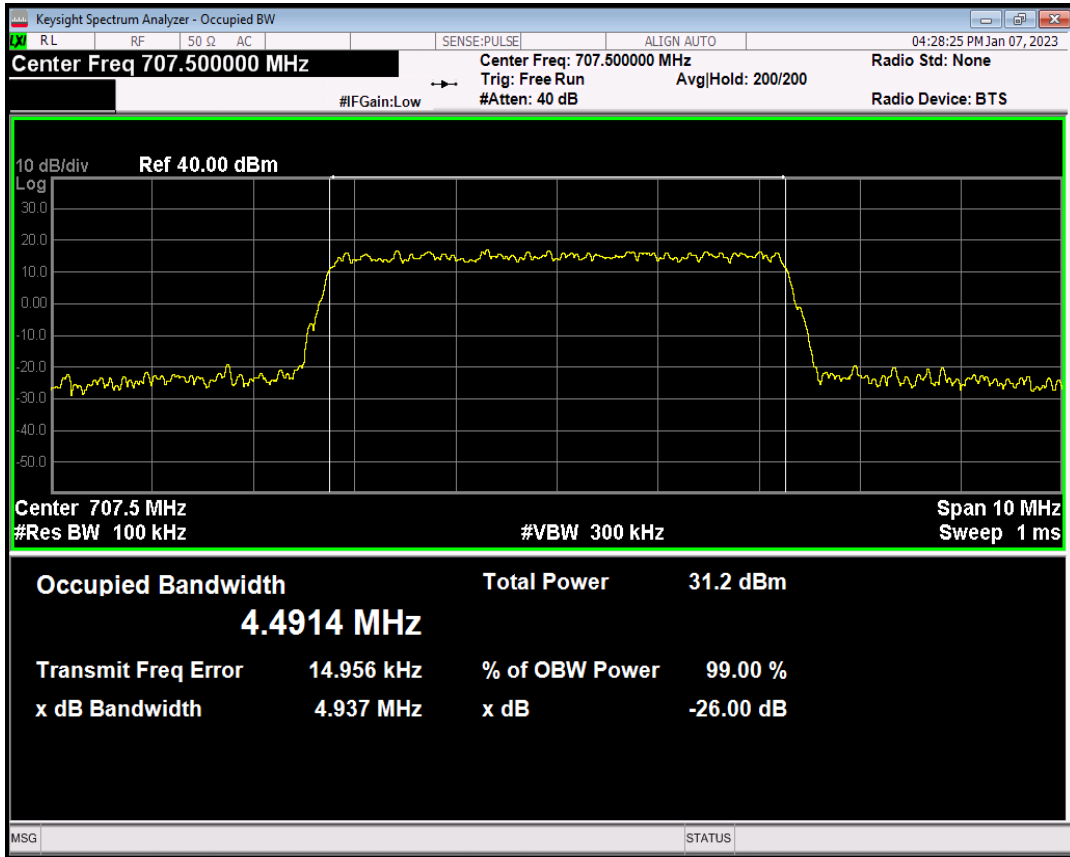 Keysight Spectrum Analyzer - Occupied BW
LXI RL RF 50 Ω AC SENSE:PULSE ALIGN AUTO 04:28:25 PM Jan 07, 2023
Center Freq 707.500000 MHz Center Freq: 707.500000 MHz Radio Std: None
Trig: Free Run Avg|Hold: 200/200
#IFGain:Low #Atten: 40 dB Radio Device: BTS
10 dB/div Ref 40.00 dBm
Log
30.0
20.0
10.0
0.00
-10.0
-20.0
-30.0
-40.0
-50.0
Center 707.5 MHz Span 10 MHz
#Res BW 100 kHz #VBW 300 kHz Sweep 1 ms
Occupied Bandwidth Total Power 31.2 dBm
4.4914 MHz
Transmit Freq Error 14.956 kHz % of OBW Power 99.00 %
x dB Bandwidth 4.937 MHz x dB -26.00 dB
MSG STATUS